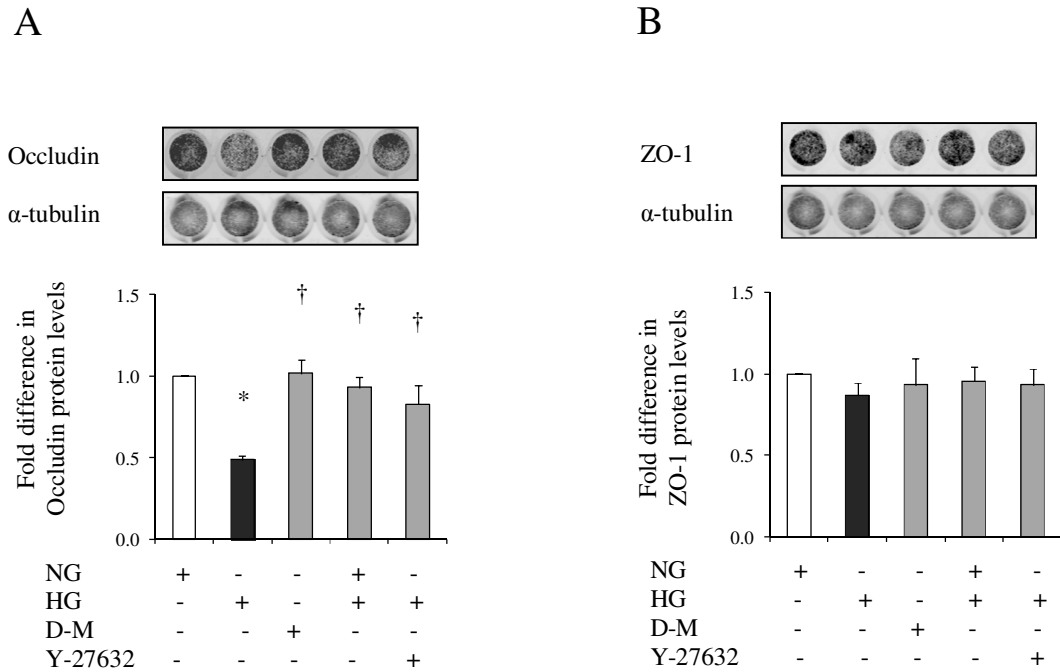 A
Occludin
α-tubulin
Fold difference in
Occludin protein levels
1.5
1.0
0.5
0.0
†
†
†
*
NG + - - + -
HG - + - + +
D-M - - + - -
Y-27632 - - - - +
B
ZO-1
α-tubulin
Fold difference in
ZO-1 protein levels
1.5
1.0
0.5
0.0
NG + - - + -
HG - + - + +
D-M - - + - -
Y-27632 - - - - +